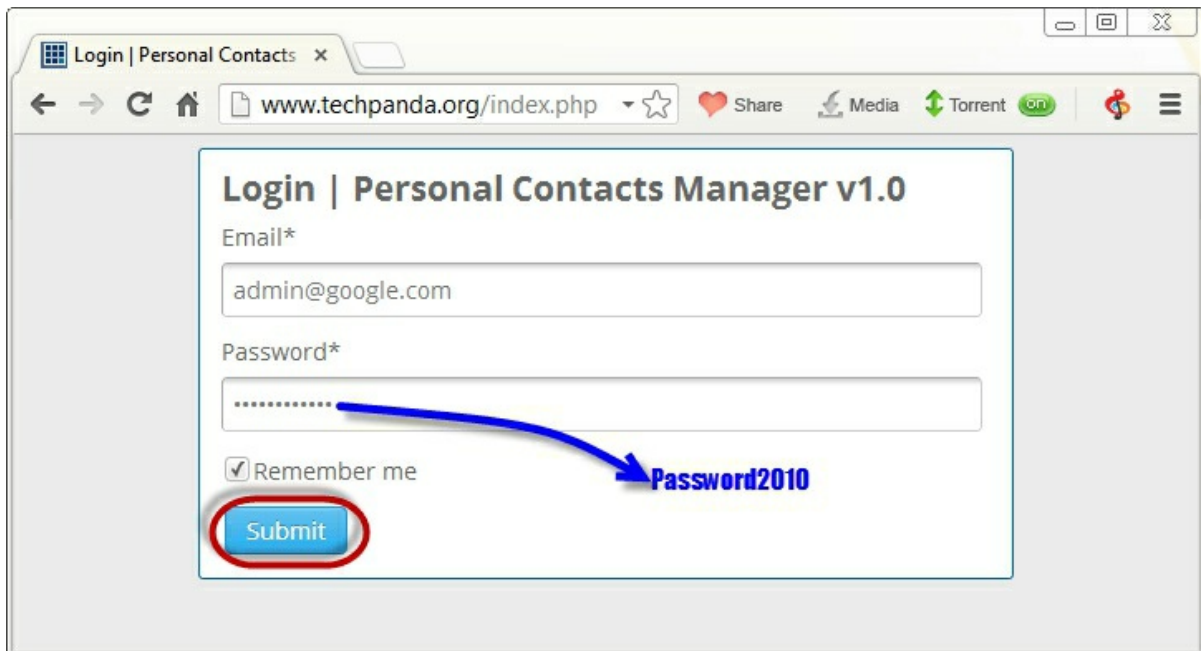 Login | Personal Contacts
www.techpanda.org/index.php Share Media Torrent on
Login | Personal Contacts Manager v1.0
Email*
admin@google.com
Password*
••••••••••••
Remember me
Password2010
Submit